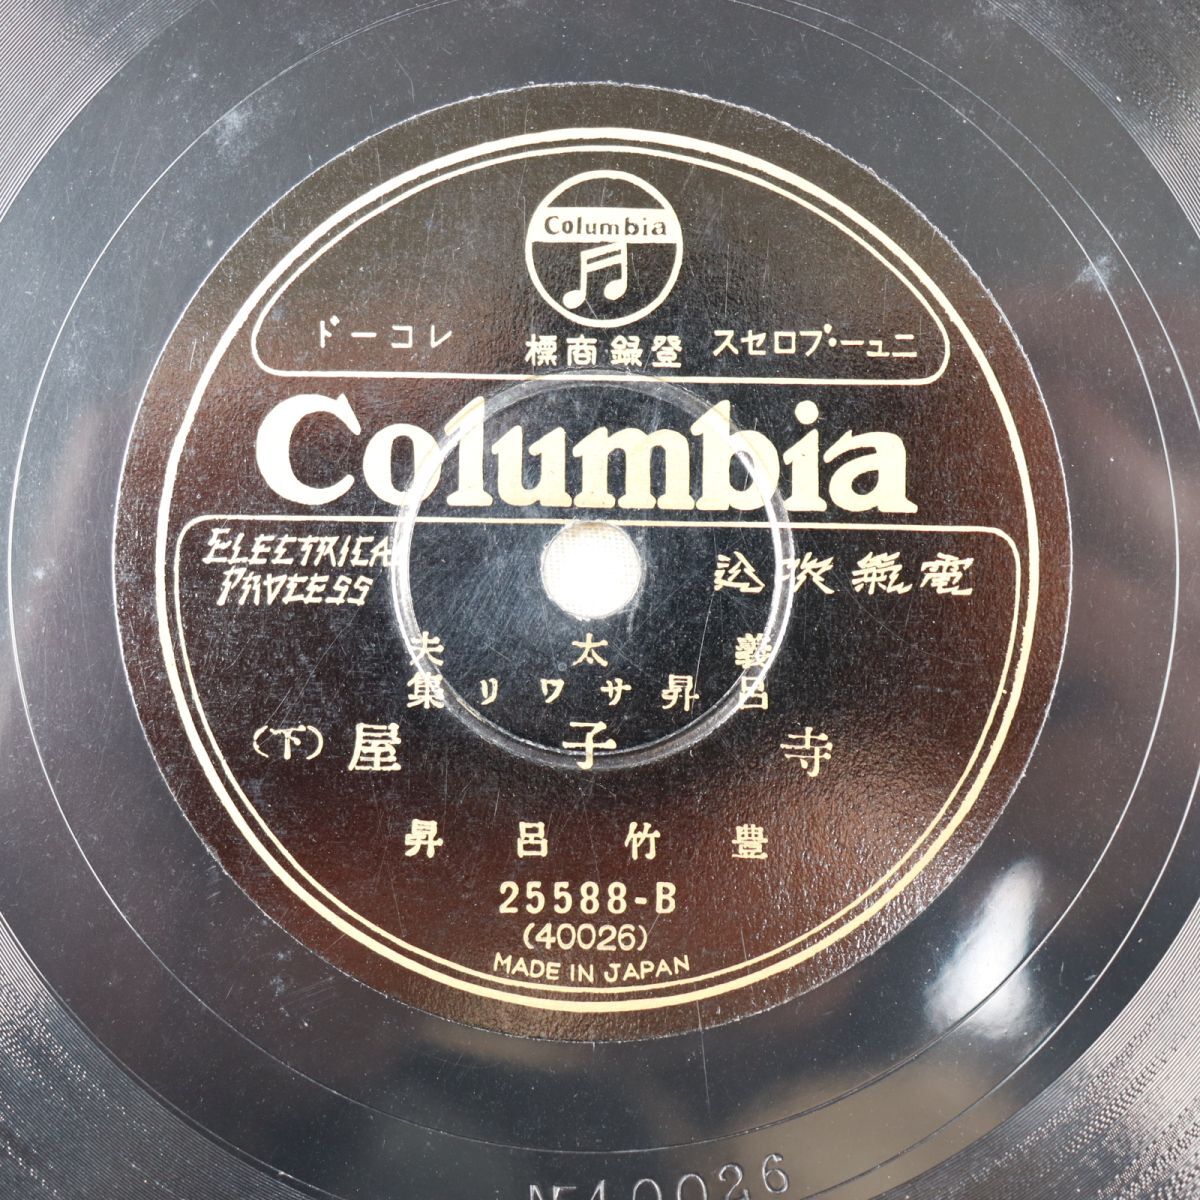 Columbia
ニュー・プロセス レコード
登録商標
Columbia
ELECTRICAL
PROCESS
電氣吹込
義太夫
呂昇サワリ集
寺子屋(下)
豊竹呂昇
25588-B
(40026)
MADE IN JAPAN
40026